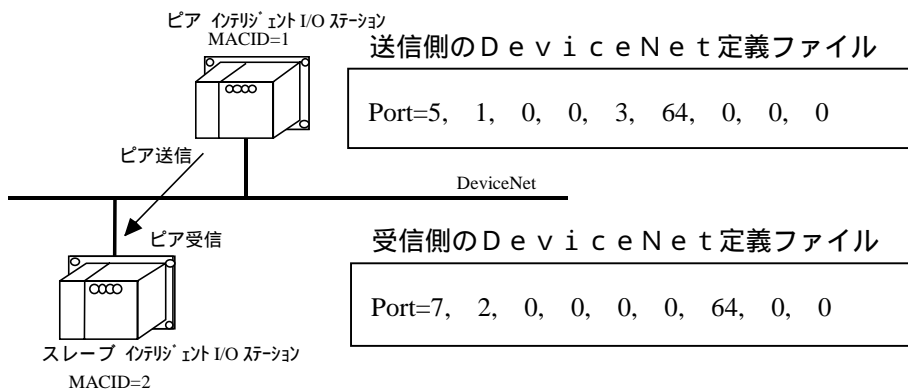 ピア ｲﾝﾃﾘｼﾞｪﾝﾄ I/O ｽﾃｰｼｮﾝ
MACID=1
送信側のＤｅｖｉｃｅＮｅｔ定義ファイル
Port=5, 1, 0, 0, 3, 64, 0, 0, 0
ピア送信
DeviceNet
ピア受信
受信側のＤｅｖｉｃｅＮｅｔ定義ファイル
Port=7, 2, 0, 0, 0, 0, 64, 0, 0
スレーブ ｲﾝﾃﾘｼﾞｪﾝﾄ I/O ｽﾃｰｼｮﾝ
MACID=2